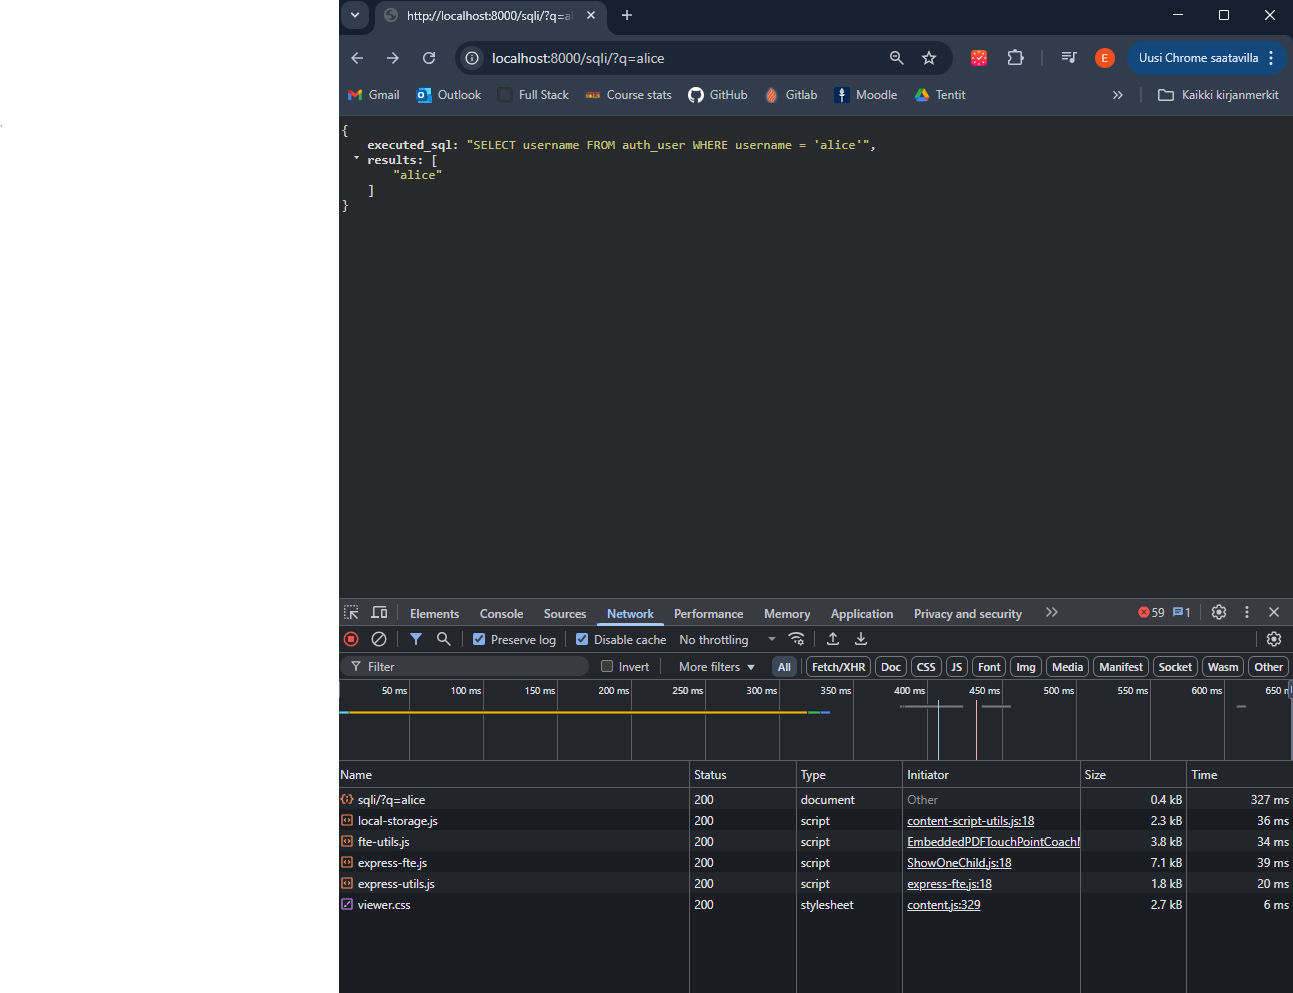 http://localhost:8000/sqli/?q=a
localhost:8000/sqli/?q=alice
E
Uusi Chrome saatavilla
Gmail Outlook Full Stack Course stats GitHub Gitlab Moodle Tentit » Kaikki kirjanmerkit
{
executed_sql: "SELECT username FROM auth_user WHERE username = 'alice'",
results: [
"alice"
]
}
Elements Console Sources Network Performance Memory Application Privacy and security 59 1
Preserve log Disable cache No throttling
Filter Invert More filters All Fetch/XHR Doc CSS JS Font Img Media Manifest Socket Wasm Other
50 ms 100 ms 150 ms 200 ms 250 ms 300 ms 350 ms 400 ms 450 ms 500 ms 550 ms 600 ms 650
Name Status Type Initiator Size Time
sqli/?q=alice 200 document Other 0.4 kB 327 ms
local-storage.js 200 script content-script-utils.js:18 2.3 kB 36 ms
fte-utils.js 200 script EmbeddedPDFTouchPointCoach 3.8 kB 34 ms
express-fte.js 200 script ShowOneChild.js:18 7.1 kB 39 ms
express-utils.js 200 script express-fte.js:18 1.8 kB 20 ms
viewer.css 200 stylesheet content.js:329 2.7 kB 6 ms